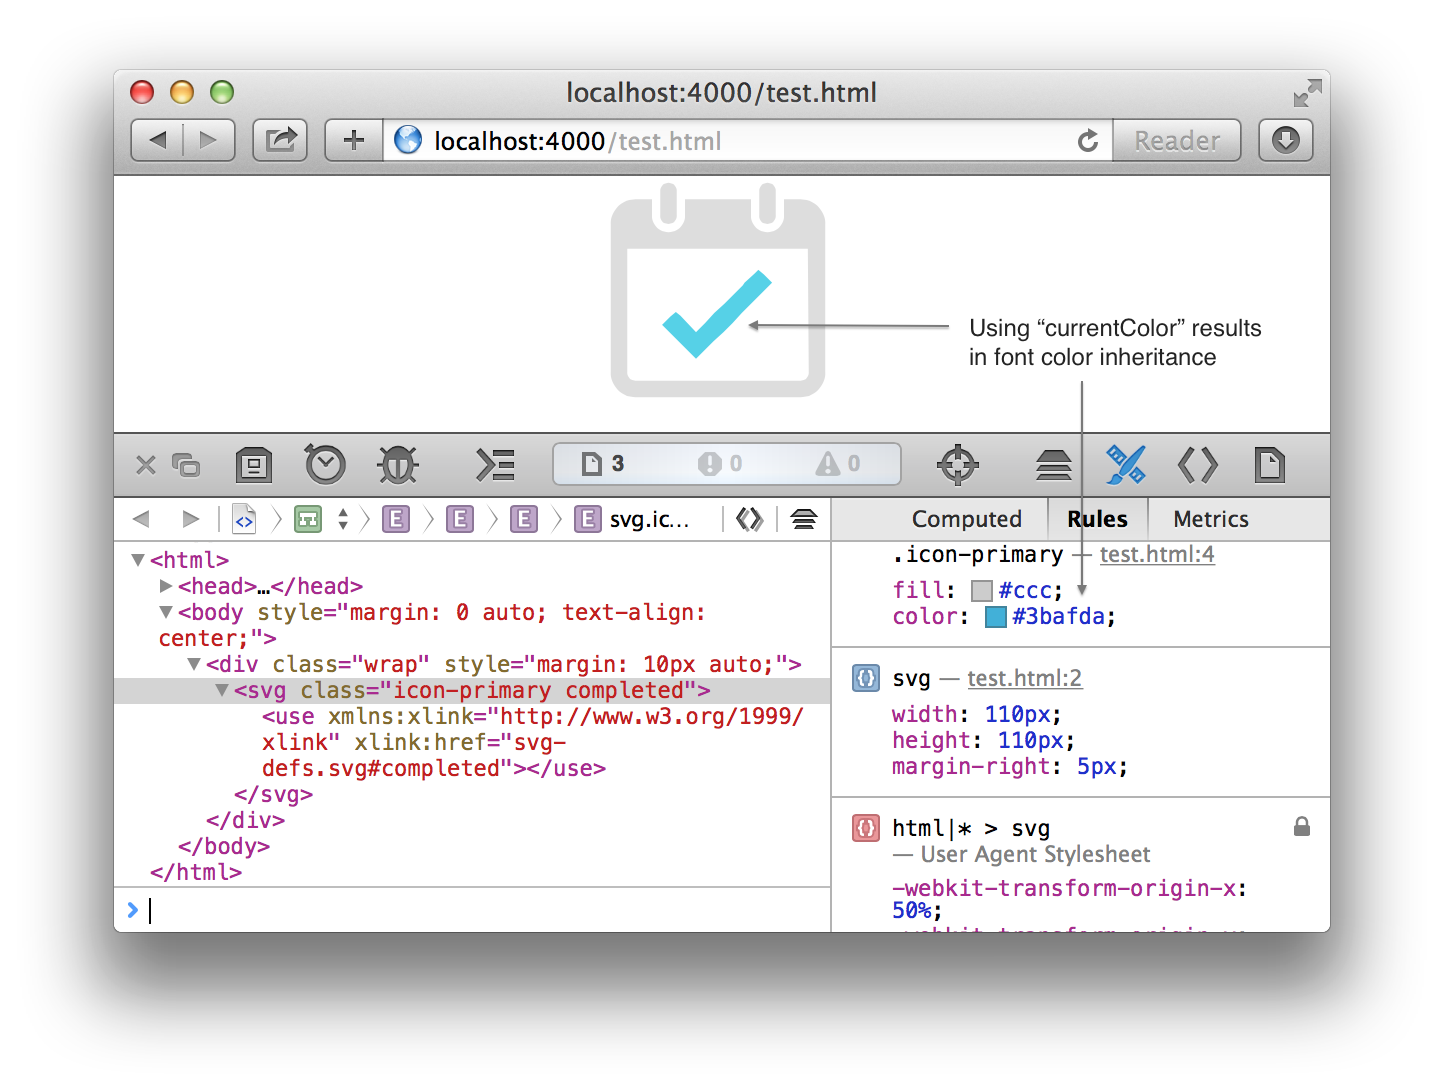 localhost:4000/test.html
localhost:4000/test.html
Reader
Using “currentColor” results
in font color inheritance
3
0
0
E
E
E
E
svg.ic…
Computed
Rules
Metrics
<html>
<head>…</head>
<body style="margin: 0 auto; text-align:
center;">
<div class="wrap" style="margin: 10px auto;">
<svg class="icon-primary completed">
<use xmlns:xlink="http://www.w3.org/1999/
xlink" xlink:href="svg-
defs.svg#completed"></use>
</svg>
</div>
</body>
</html>
.icon-primary — test.html:4
fill: #ccc;
color: #3bafda;
svg — test.html:2
width: 110px;
height: 110px;
margin-right: 5px;
html|* > svg
— User Agent Stylesheet
-webkit-transform-origin-x:
50%;